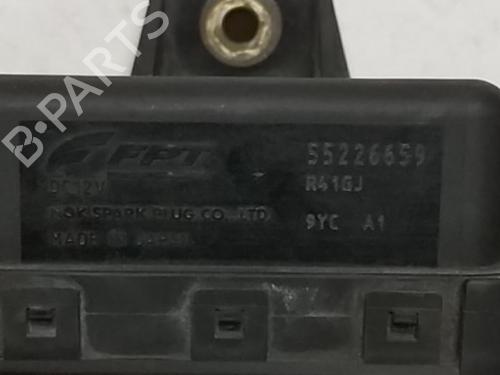 B-PARTS
FPT
55226659
DC 12V
R41GJ
NGK SPARK PLUG CO., LTD.
9YC A1
MADE IN JAPAN